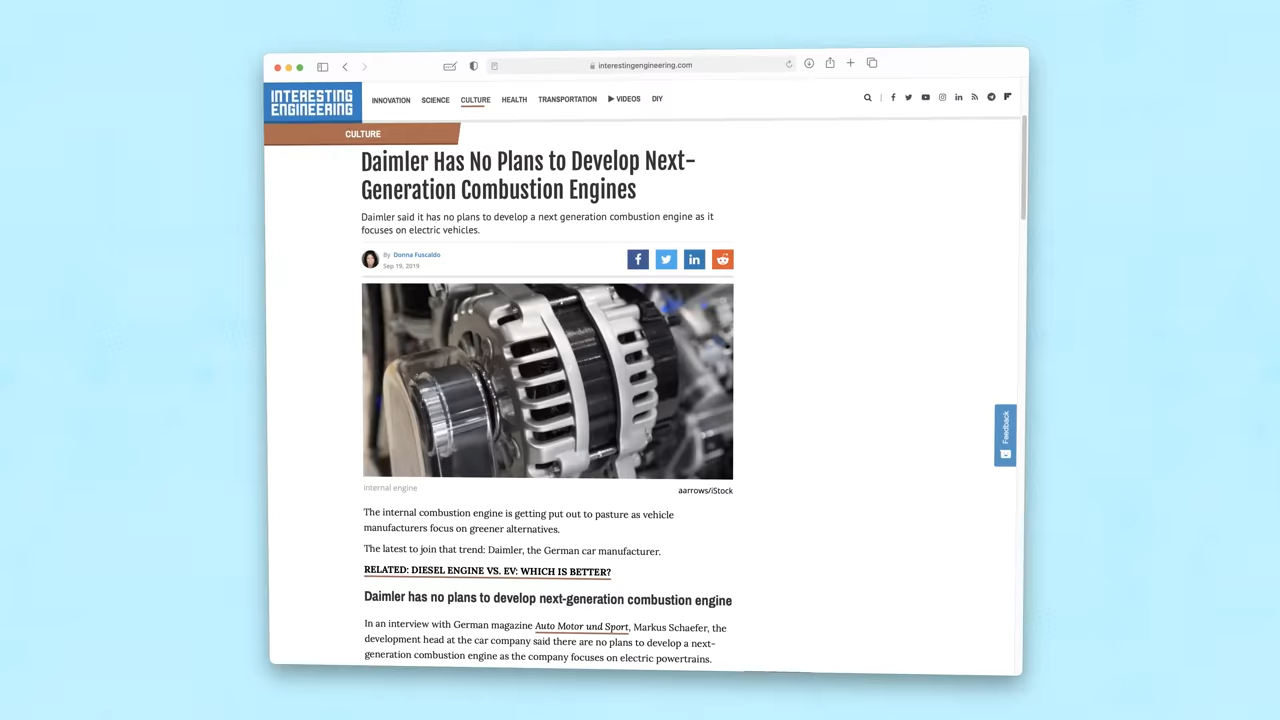 interestingengineering.com
INTERESTING
ENGINEERING
INNOVATION SCIENCE CULTURE HEALTH TRANSPORTATION VIDEOS DIY
CULTURE
Daimler Has No Plans to Develop Next-
Generation Combustion Engines
Daimler said it has no plans to develop a next generation combustion engine as it
focuses on electric vehicles.
By Donna Fuscaldo
Sep 19, 2019
internal engine
aarrows/iStock
Feedback
The internal combustion engine is getting put out to pasture as vehicle
manufacturers focus on greener alternatives.
The latest to join that trend: Daimler, the German car manufacturer.
RELATED: DIESEL ENGINE VS. EV: WHICH IS BETTER?
Daimler has no plans to develop next-generation combustion engine
In an interview with German magazine Auto Motor und Sport, Markus Schaefer, the
development head at the car company said there are no plans to develop a next-
generation combustion engine as the company focuses on electric powertrains.